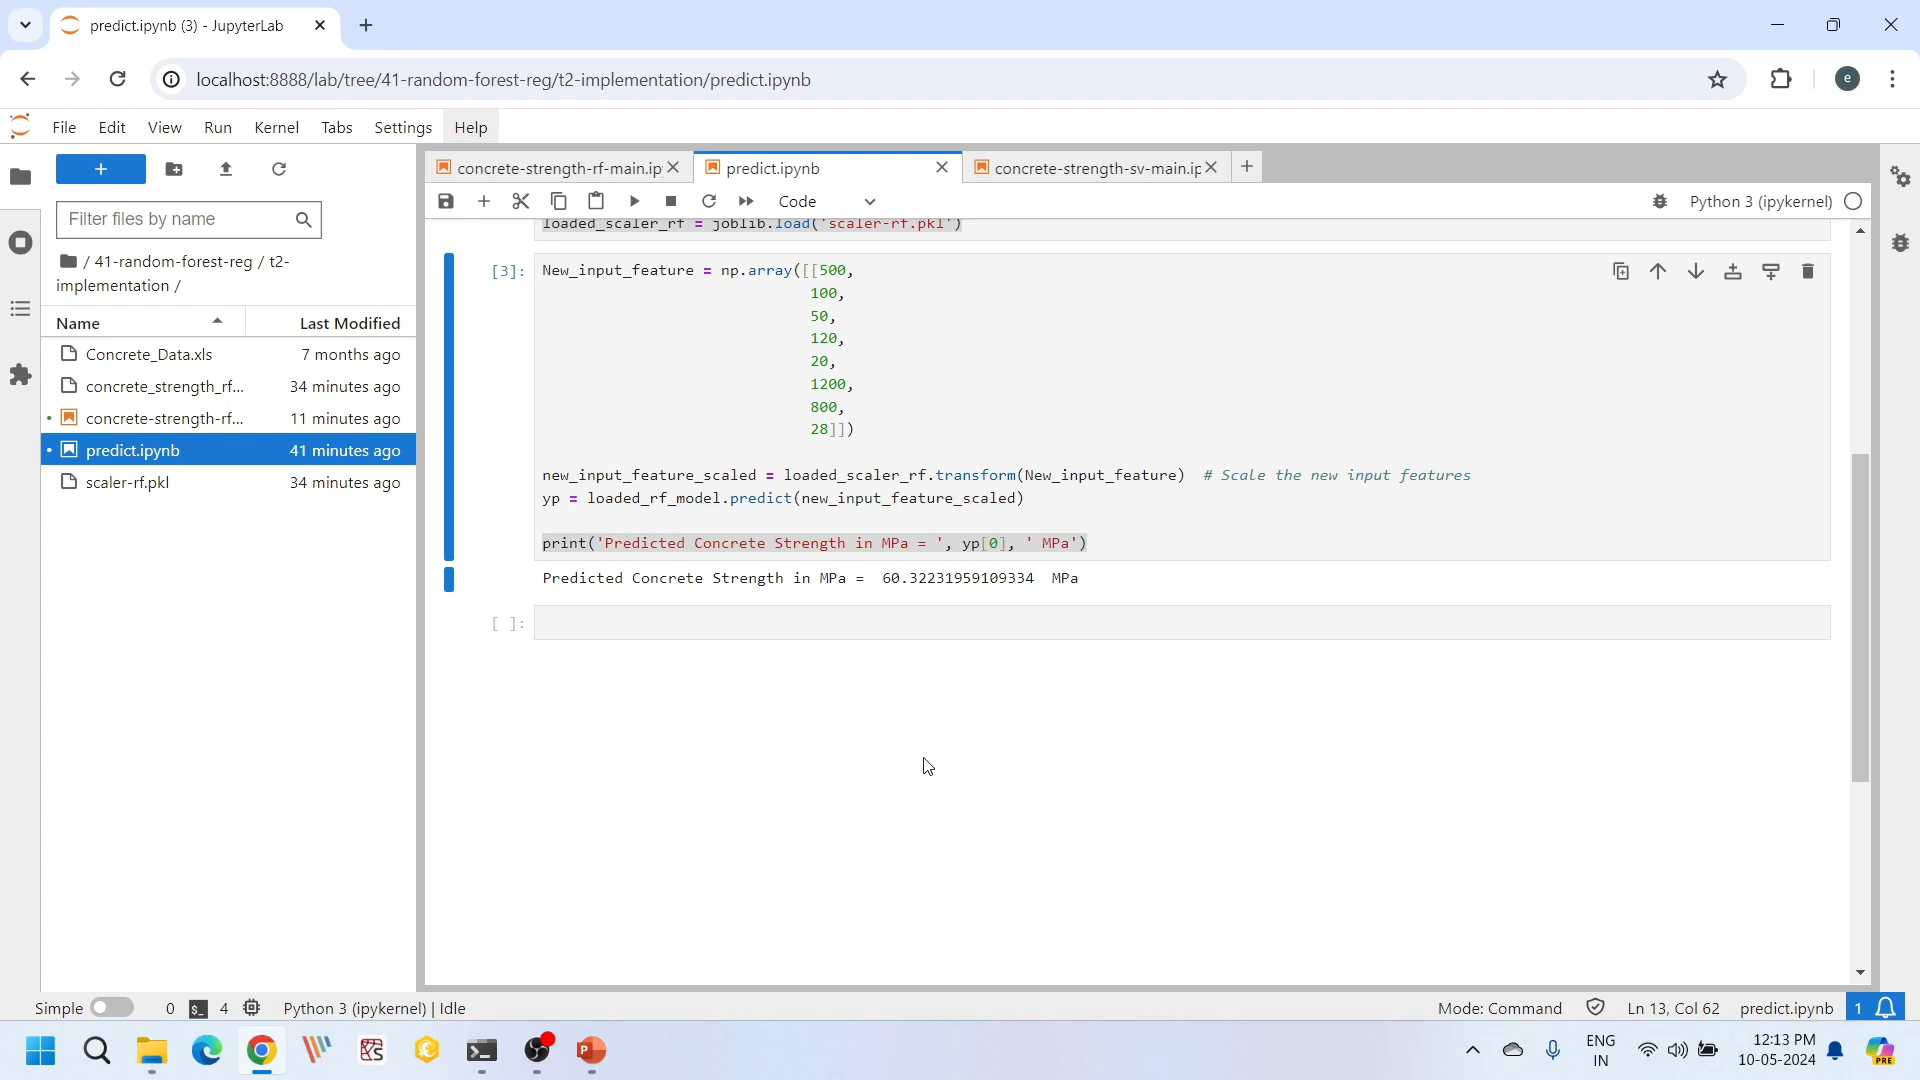 predict.ipynb (3) - JupyterLab
localhost:8888/lab/tree/41-random-forest-reg/t2-implementation/predict.ipynb
e
File Edit View Run Kernel Tabs Settings Help
concrete-strength-rf-main.ip
predict.ipynb
concrete-strength-sv-main.ip
Code
Python 3 (ipykernel)
Filter files by name
/ 41-random-forest-reg / t2-
implementation /
Name Last Modified
Concrete_Data.xls 7 months ago
concrete_strength_rf... 34 minutes ago
concrete-strength-rf... 11 minutes ago
predict.ipynb 41 minutes ago
scaler-rf.pkl 34 minutes ago
loaded_scaler_rf = joblib.load('scaler-rf.pkl')
[3]: New_input_feature = np.array([[500,
100,
50,
120,
20,
1200,
800,
28]])
new_input_feature_scaled = loaded_scaler_rf.transform(New_input_feature) # Scale the new input features
yp = loaded_rf_model.predict(new_input_feature_scaled)
print('Predicted Concrete Strength in MPa = ', yp[0], ' MPa')
Predicted Concrete Strength in MPa = 60.32231959109334 MPa
[ ]:
Simple 0 4 Python 3 (ipykernel) | Idle
Mode: Command Ln 13, Col 62 predict.ipynb 1
ENG
IN
12:13 PM
10-05-2024
PRE